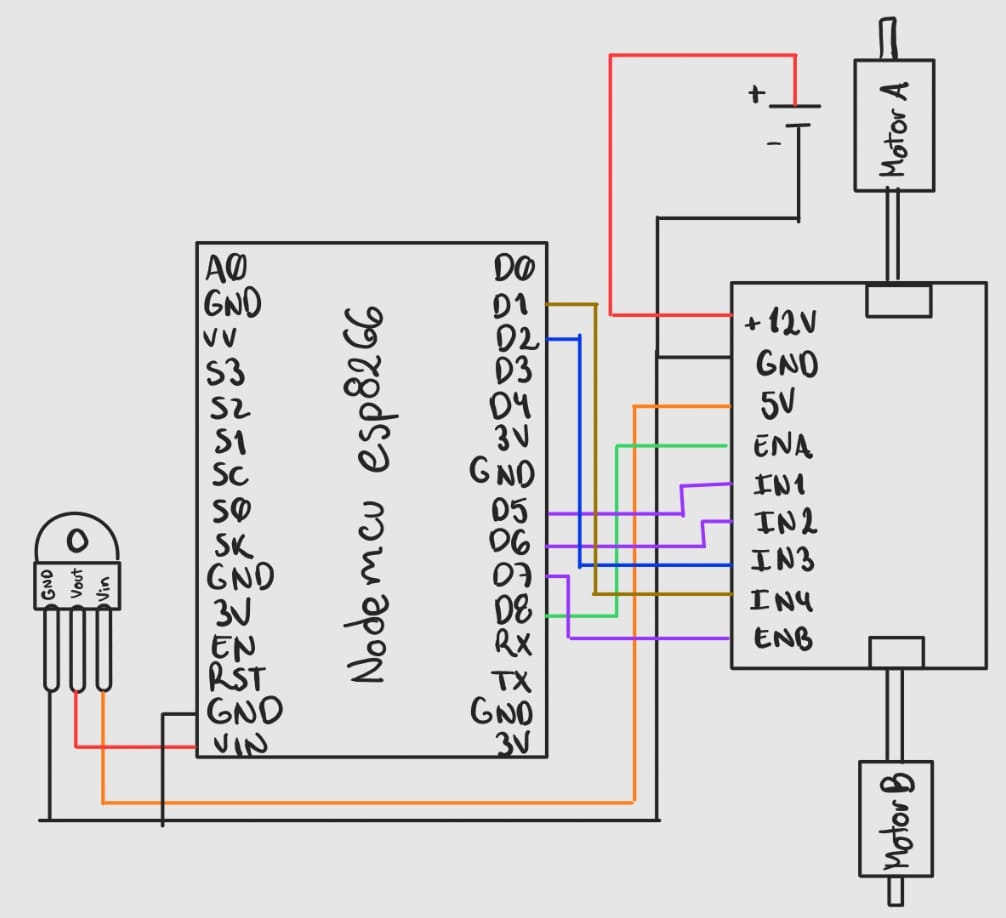 +
-
Motor A
A0
GND
VV
S3
S2
S1
SC
S0
SK
GND
3V
EN
RST
GND
VIN
Nodemcu esp8266
D0
D1
D2
D3
D4
3V
GND
D5
D6
D7
D8
RX
TX
GND
3V
+12V
GND
5V
ENA
IN1
IN2
IN3
IN4
ENB
GND
Vout
Vin
Motor B